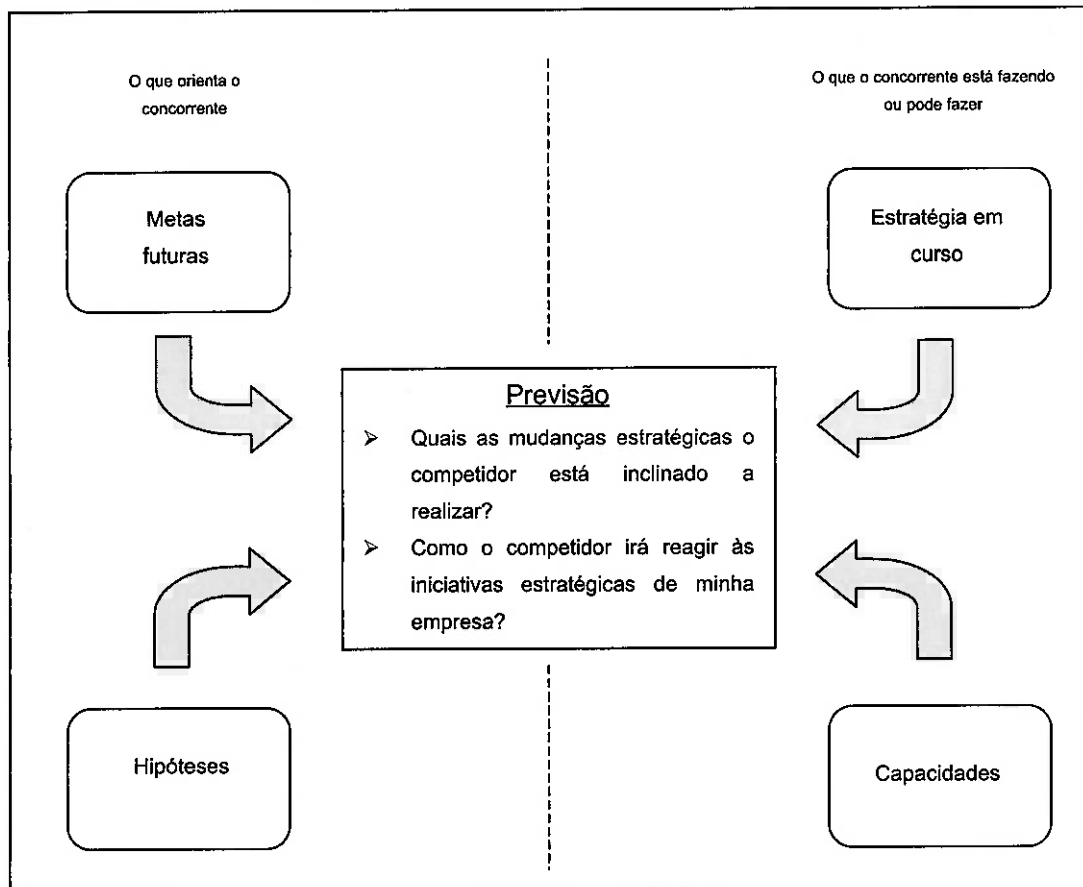 O que orienta o
concorrente
O que o concorrente está fazendo
ou pode fazer
Metas
futuras
Estratégia em
curso
Previsão
➢ Quais as mudanças estratégicas o
competidor está inclinado a
realizar?
➢ Como o competidor irá reagir às
iniciativas estratégicas de minha
empresa?
Hipóteses
Capacidades